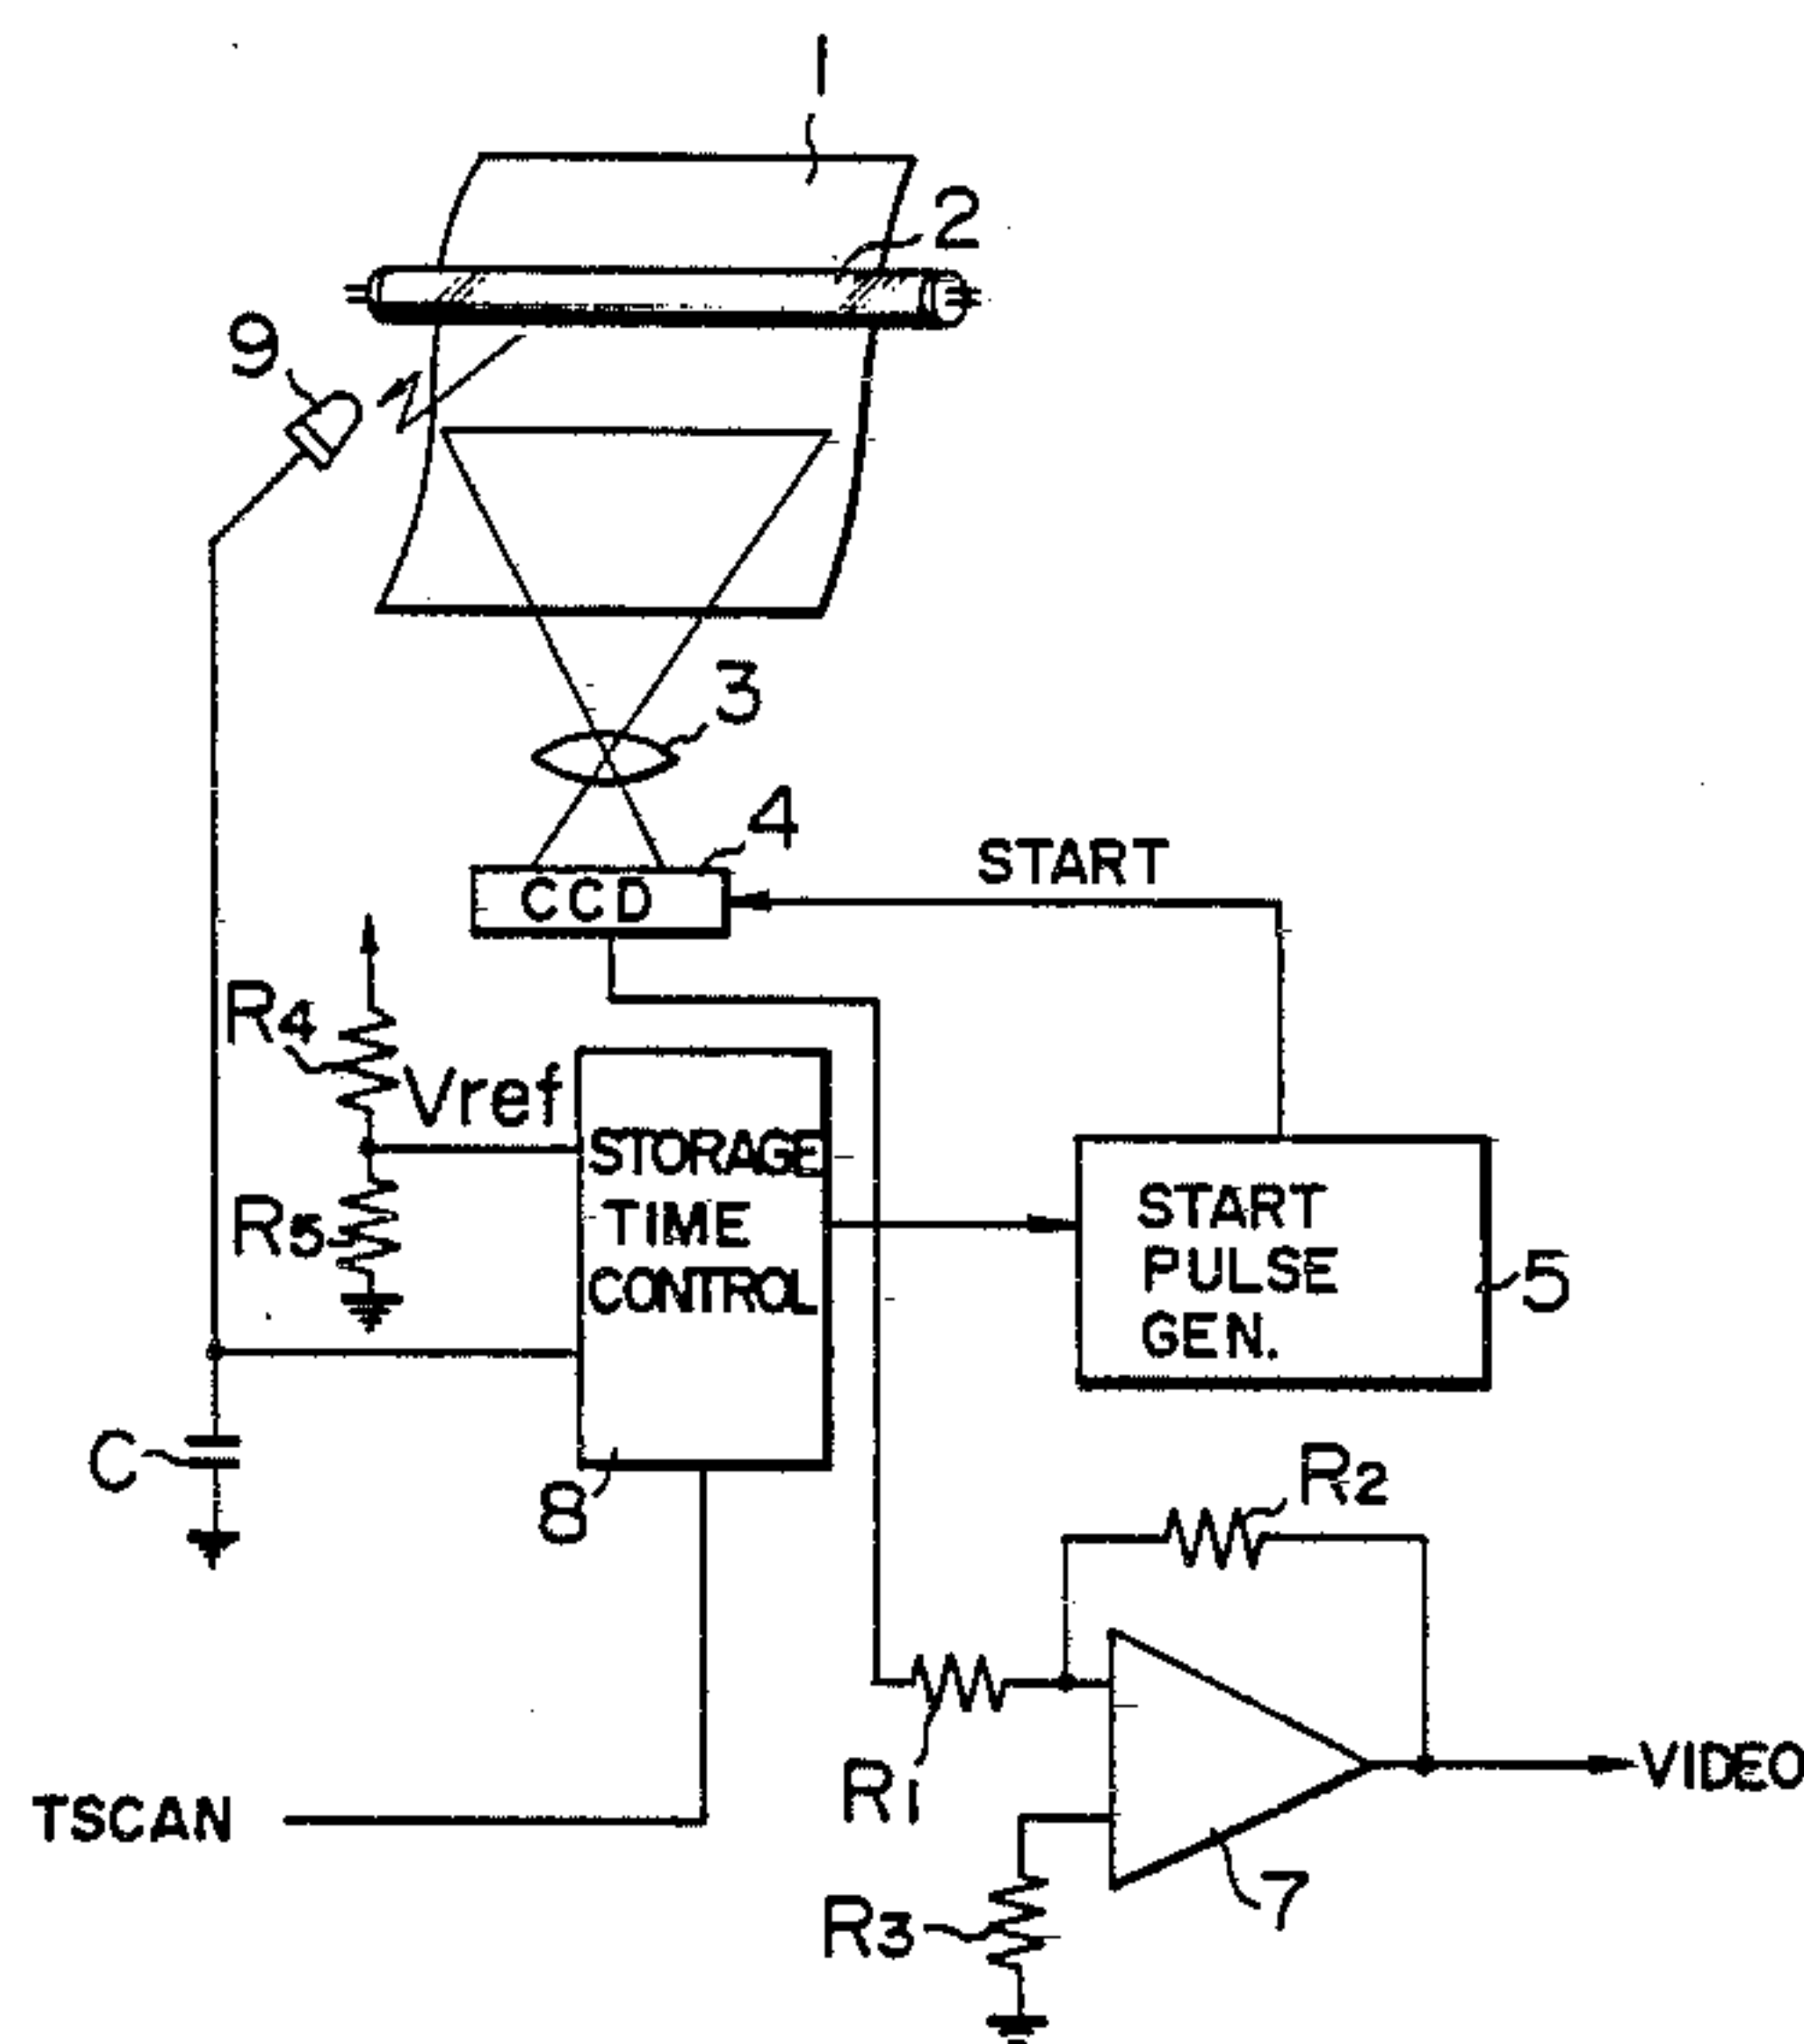 1
2
9
3
4
CCD
START
R4
Vref
STORAGE
TIME
CONTROL
R5
START
PULSE
GEN.
5
C
8
R2
R1
VIDEO
TSCAN
7
R3